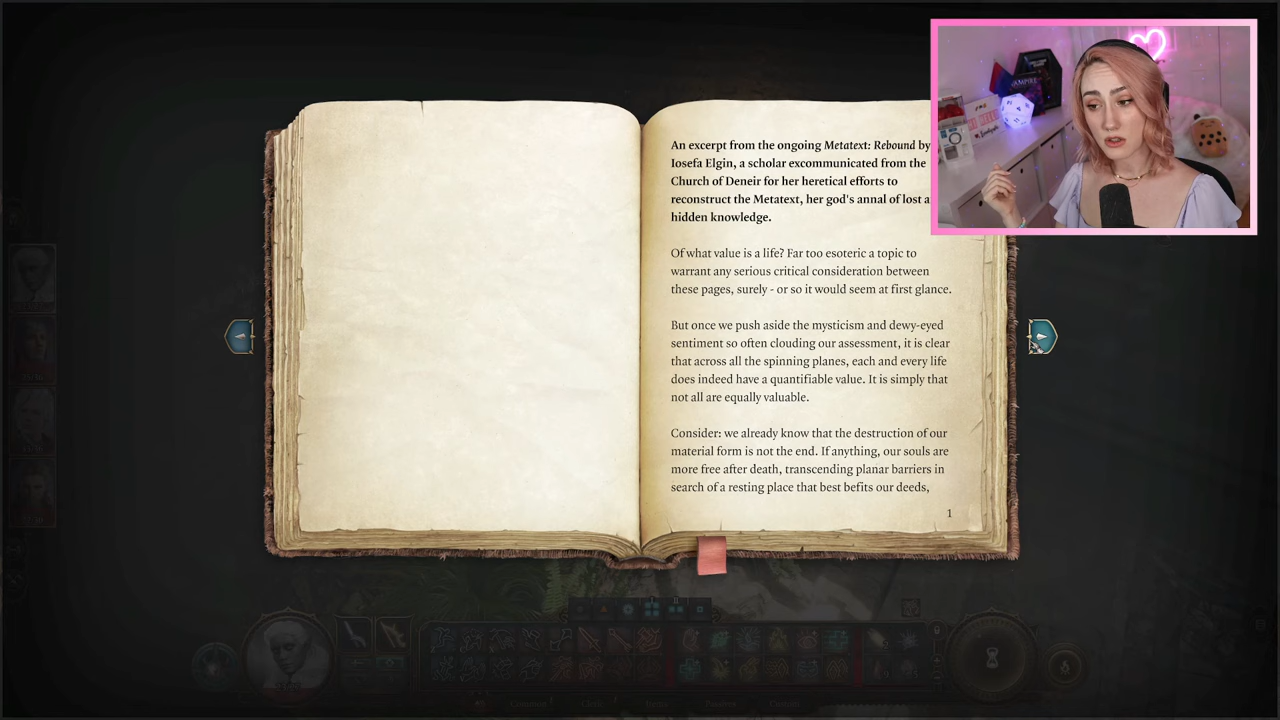 An excerpt from the ongoing Metatext: Rebound by
Iosefa Elgin, a scholar excommunicated from the
Church of Deneir for her heretical efforts to
reconstruct the Metatext, her god's annal of lost
hidden knowledge.
Of what value is a life? Far too esoteric a topic to
warrant any serious critical consideration between
these pages, surely - or so it would seem at first glance.
But once we push aside the mysticism and dewy-eyed
sentiment so often clouding our assessment, it is clear
that across all the spinning planes, each and every life
does indeed have a quantifiable value. It is simply that
not all are equally valuable.
Consider: we already know that the destruction of our
material form is not the end. If anything, our souls are
more free after death, transcending planar barriers in
search of a resting place that best befits our deeds,
1